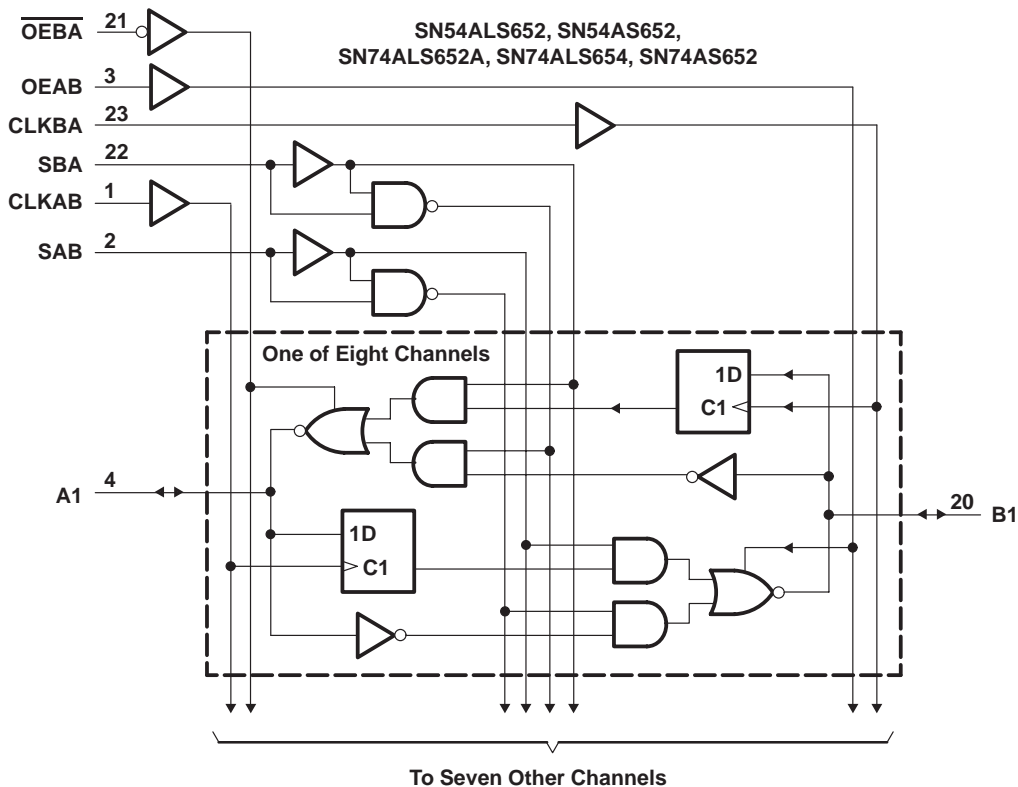 OEBA 21
SN54ALS652, SN54AS652,
SN74ALS652A, SN74ALS654, SN74AS652
OEAB 3
CLKBA 23
SBA 22
CLKAB 1
SAB 2
One of Eight Channels
1D
C1
A1 4
20 B1
1D
C1
To Seven Other Channels